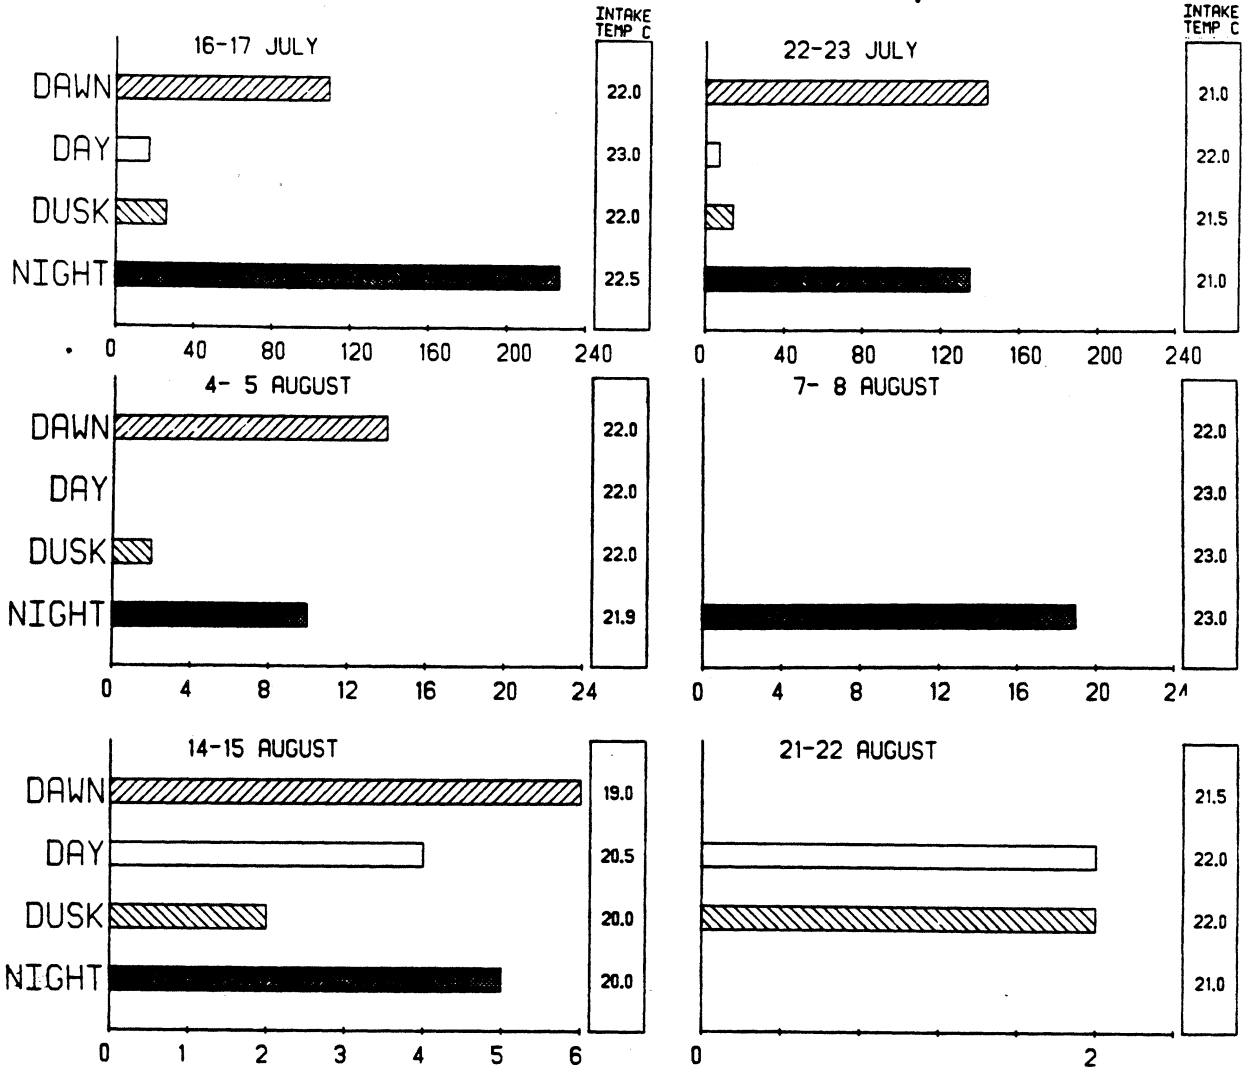 INTAKE
TEMP C
16-17 JULY
DAWN 22.0
DAY 23.0
DUSK 22.0
NIGHT 22.5
0 40 80 120 160 200 240
INTAKE
TEMP C
22-23 JULY
21.0
22.0
21.5
21.0
0 40 80 120 160 200 240
4- 5 AUGUST
DAWN 22.0
DAY 22.0
DUSK 22.0
NIGHT 21.9
0 4 8 12 16 20 24
7- 8 AUGUST
22.0
23.0
23.0
23.0
0 4 8 12 16 20 24
14-15 AUGUST
DAWN 19.0
DAY 20.5
DUSK 20.0
NIGHT 20.0
0 1 2 3 4 5 6
21-22 AUGUST
21.5
22.0
22.0
21.0
0 2